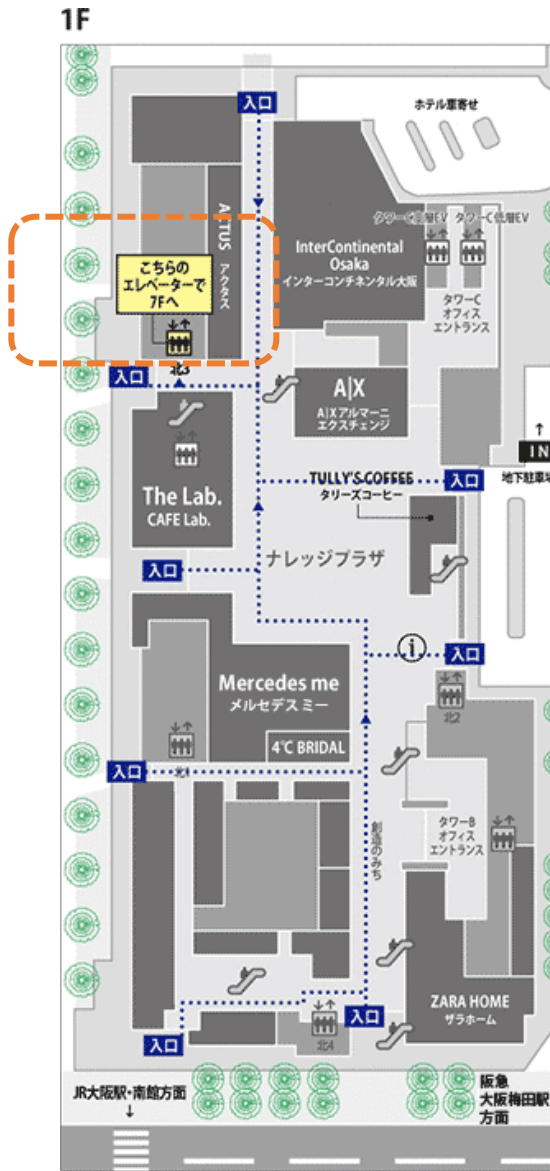 1F
入口
ホテル車寄せ
ACTUS
アクタス
タワーC高層EV
タワーC低層EV
InterContinental
Osaka
インターコンチネンタル大阪
こちらの
エレベーターで
7Fへ
タワーC
オフィス
エントランス
北3
入口
A|X
A|Xアルマーニ
エクスチェンジ
↑
IN
地下駐車場
TULLY'S COFFEE
タリーズコーヒー
入口
The Lab.
CAFE Lab.
入口
ナレッジプラザ
i
入口
Mercedes me
メルセデス ミー
北2
4℃ BRIDAL
北1
入口
創造のみち
タワーB
オフィス
エントランス
ZARA HOME
ザラホーム
入口
北4
入口
JR大阪駅・南館方面
↓
阪急
大阪梅田駅
方面